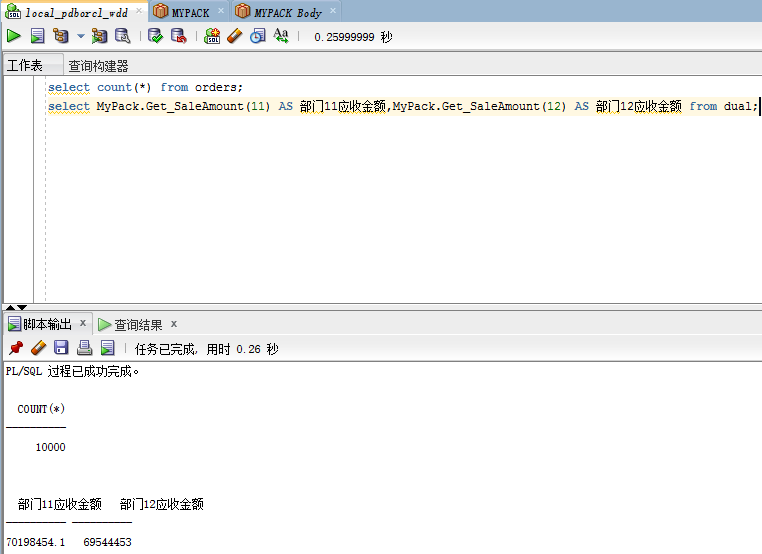 local_pdborcl_wdd MYPACK MYPACK Body
0.25999999 秒
工作表 查询构建器
select count(*) from orders;
select MyPack.Get_SaleAmount(11) AS 部门11应收金额,MyPack.Get_SaleAmount(12) AS 部门12应收金额 from dual;
脚本输出 x 查询结果 x
任务已完成, 用时 0.26 秒
PL/SQL 过程已成功完成。
COUNT(*)
----------
10000
部门11应收金额 部门12应收金额
---------- ----------
70198454.1 69544453